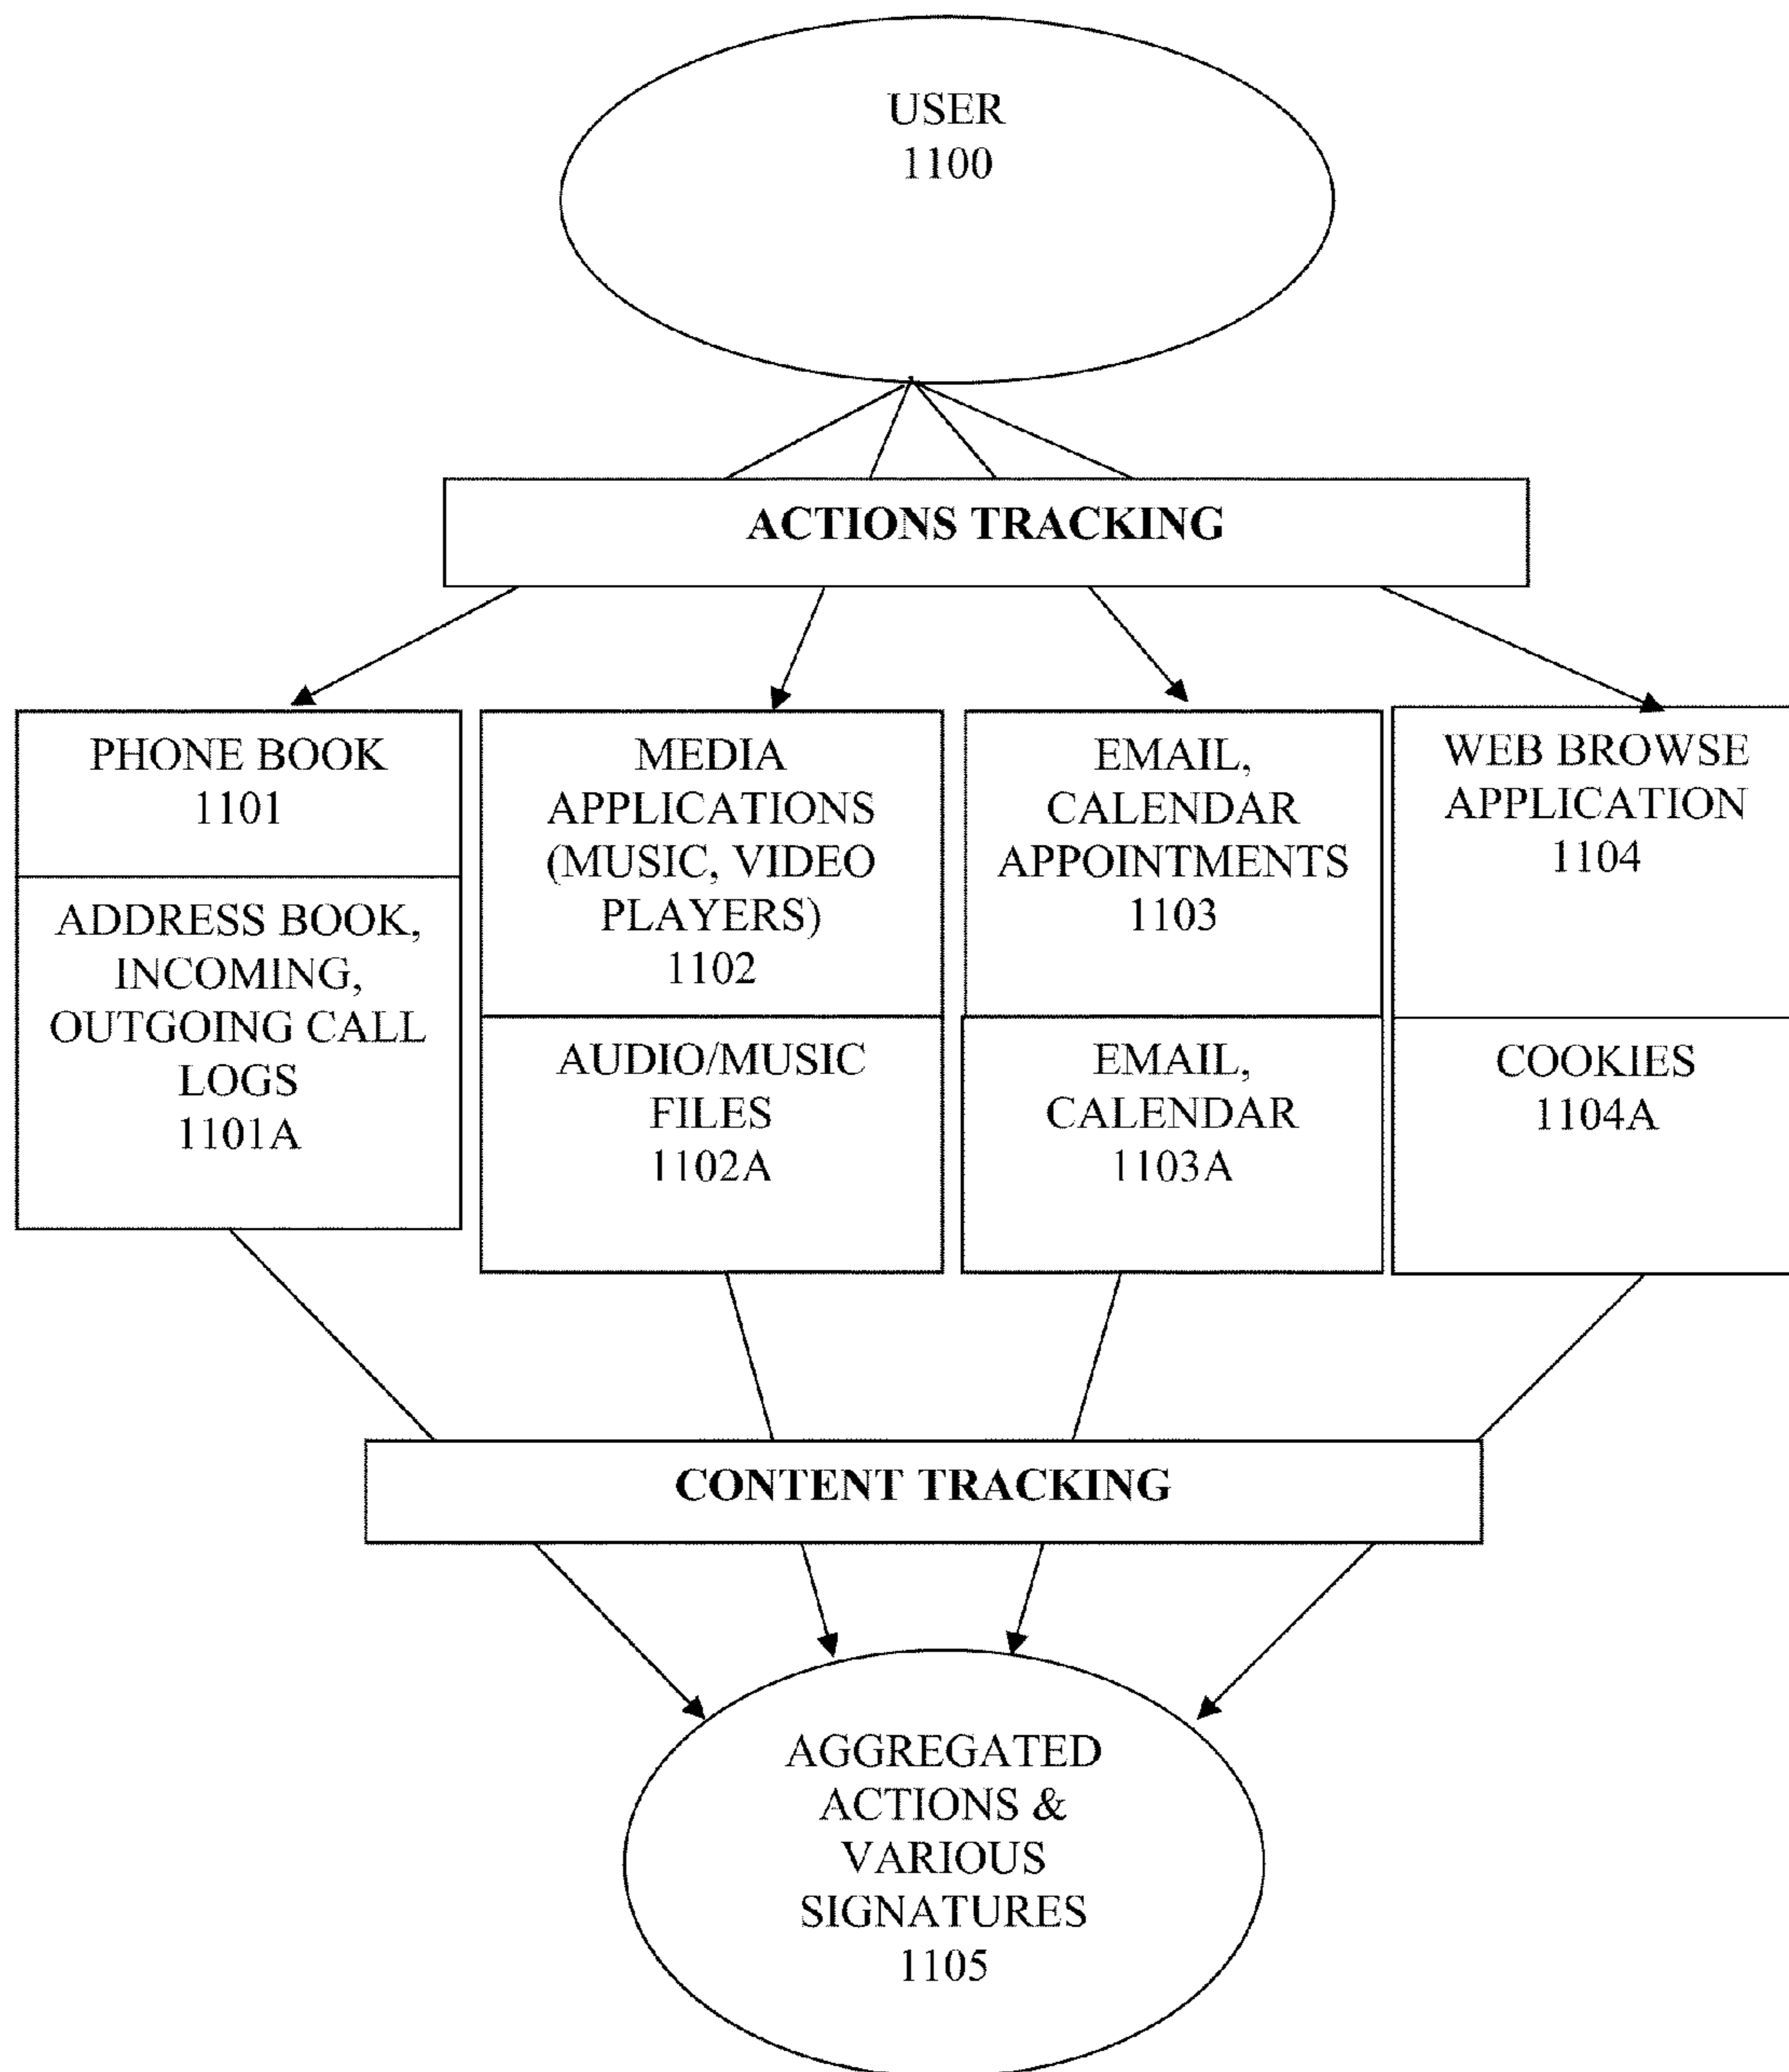 USER
1100
ACTIONS TRACKING
PHONE BOOK
1101
ADDRESS BOOK,
INCOMING,
OUTGOING CALL
LOGS
1101A
MEDIA
APPLICATIONS
(MUSIC, VIDEO
PLAYERS)
1102
AUDIO/MUSIC
FILES
1102A
EMAIL,
CALENDAR
APPOINTMENTS
1103
EMAIL,
CALENDAR
1103A
WEB BROWSE
APPLICATION
1104
COOKIES
1104A
CONTENT TRACKING
AGGREGATED
ACTIONS &
VARIOUS
SIGNATURES
1105